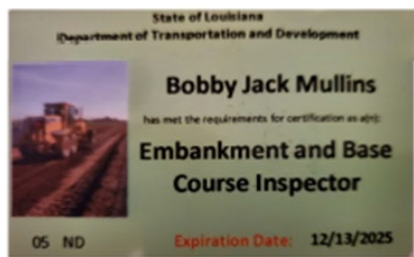 State of Louisiana
Department of Transportation and Development
Bobby Jack Mullins
has met the requirements for certification as a(n):
Embankment and Base
Course Inspector
05 ND
Expiration Date: 12/13/2025